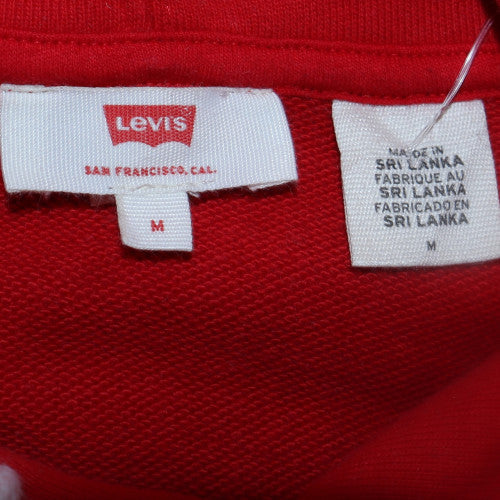 Levi's
SAN FRANCISCO, CAL.
M
MADE IN
SRI LANKA
FABRIQUE AU
SRI LANKA
FABRICADO EN
SRI LANKA
M